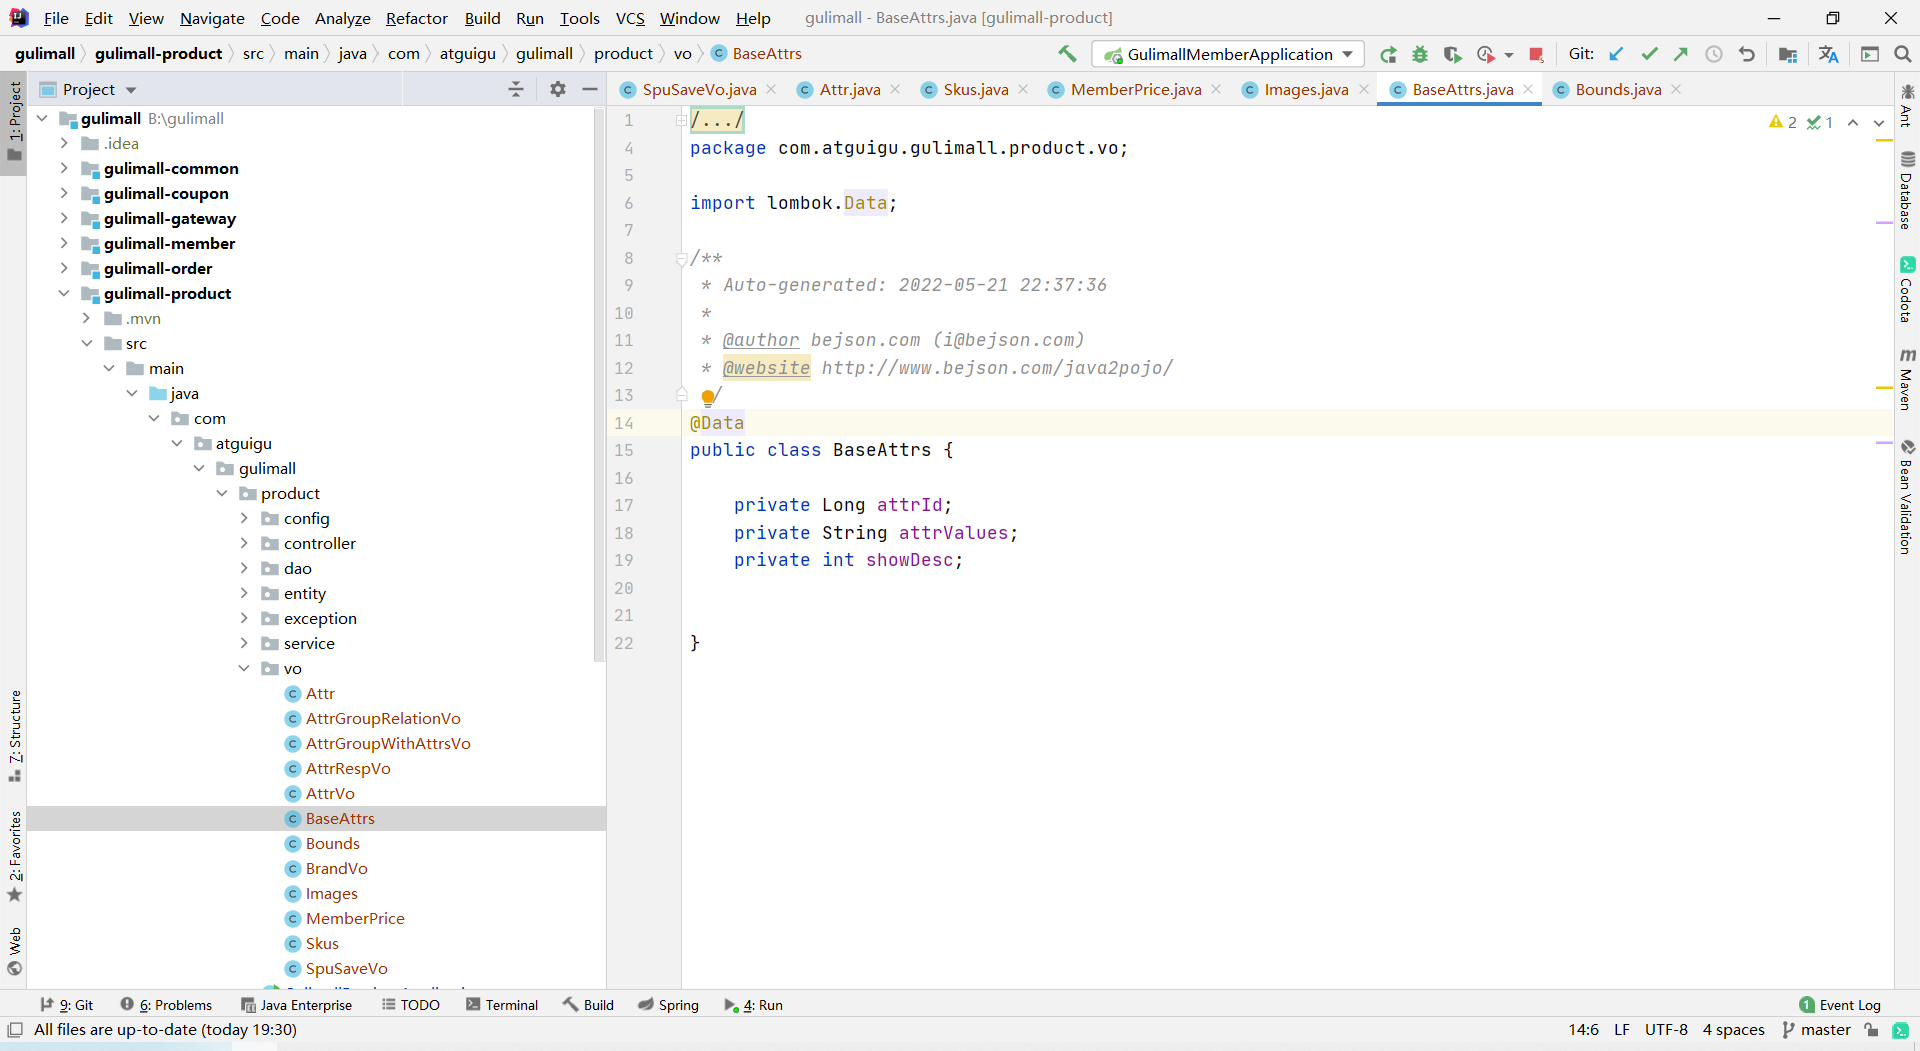 File Edit View Navigate Code Analyze Refactor Build Run Tools VCS Window Help gulimall - BaseAttrs.java [gulimall-product]
gulimall gulimall-product src main java com atguigu gulimall product vo BaseAttrs GulimallMemberApplication Git:
Project
SpuSaveVo.java Attr.java Skus.java MemberPrice.java Images.java BaseAttrs.java Bounds.java
1: Project
7: Structure
2: Favorites
Web
gulimall B:\gulimall
.idea
gulimall-common
gulimall-coupon
gulimall-gateway
gulimall-member
gulimall-order
gulimall-product
.mvn
src
main
java
com
atguigu
gulimall
product
config
controller
dao
entity
exception
service
vo
Attr
AttrGroupRelationVo
AttrGroupWithAttrsVo
AttrRespVo
AttrVo
BaseAttrs
Bounds
BrandVo
Images
MemberPrice
Skus
SpuSaveVo
1 /.../
4 package com.atguigu.gulimall.product.vo;
5
6 import lombok.Data;
7
8 /**
9 * Auto-generated: 2022-05-21 22:37:36
10 *
11 * @author bejson.com (i@bejson.com)
12 * @website http://www.bejson.com/java2pojo/
13 /
14 @Data
15 public class BaseAttrs {
16
17 private Long attrId;
18 private String attrValues;
19 private int showDesc;
20
21
22 }
2 1
Ant
Database
Codota
m Maven
Bean Validation
9: Git 6: Problems Java Enterprise TODO Terminal Build Spring 4: Run 1 Event Log
All files are up-to-date (today 19:30) 14:6 LF UTF-8 4 spaces master